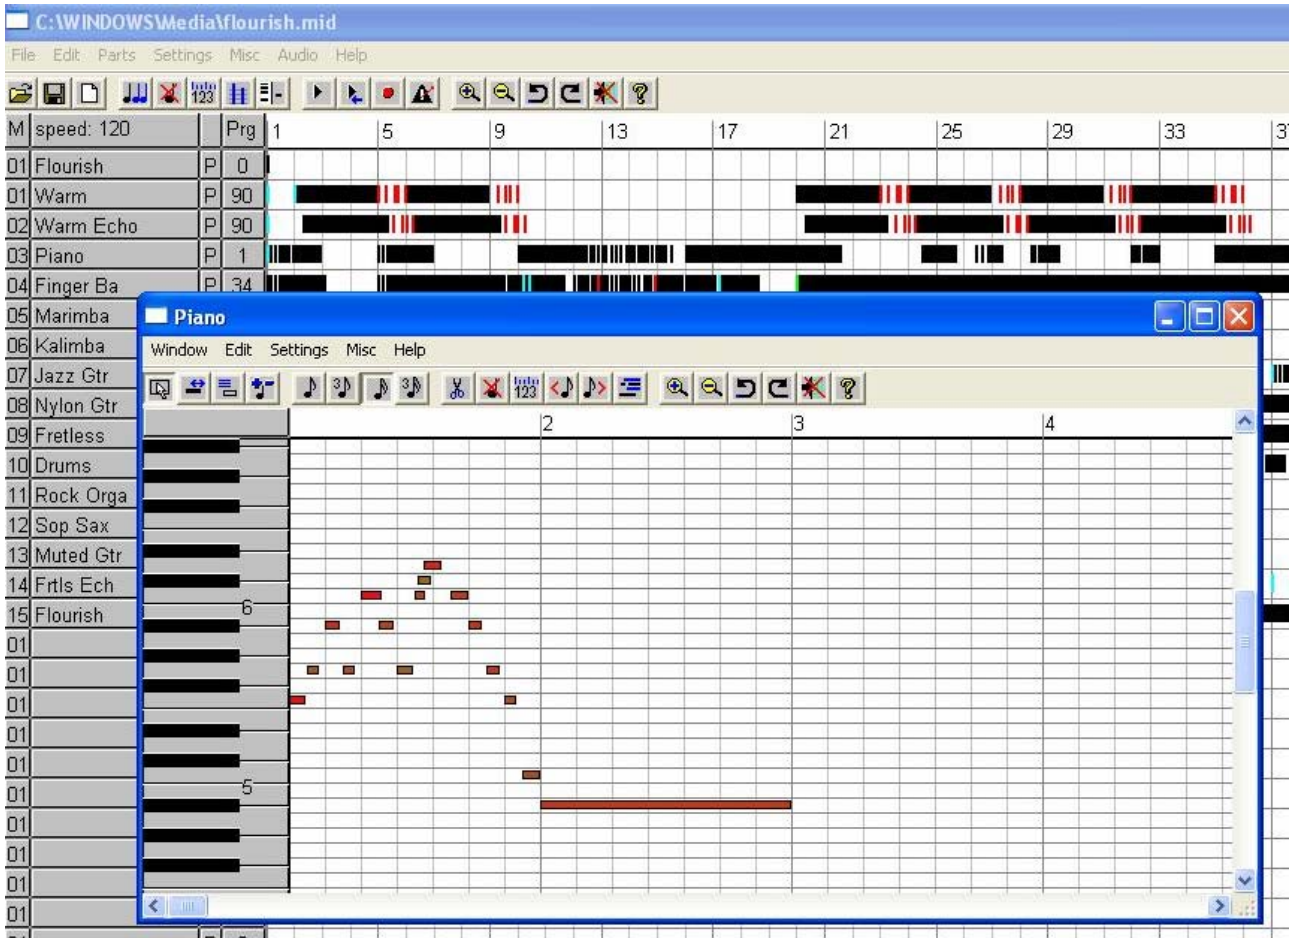 C:\WINDOWS\Media\flourish.mid
File Edit Parts Settings Misc Audio Help
123
M speed: 120 Prg 1 5 9 13 17 21 25 29 33
01 Flourish P 0
01 Warm P 90
02 Warm Echo P 90
03 Piano P 1
04 Finger Ba P 34
05 Marimba
06 Kalimba
07 Jazz Gtr
08 Nylon Gtr
09 Fretless
10 Drums
11 Rock Orga
12 Sop Sax
13 Muted Gtr
14 Frtls Ech
15 Flourish
01
01
01
01
01
01
01
01
01
01
Piano
Window Edit Settings Misc Help
3 3 123
2 3 4
6
5